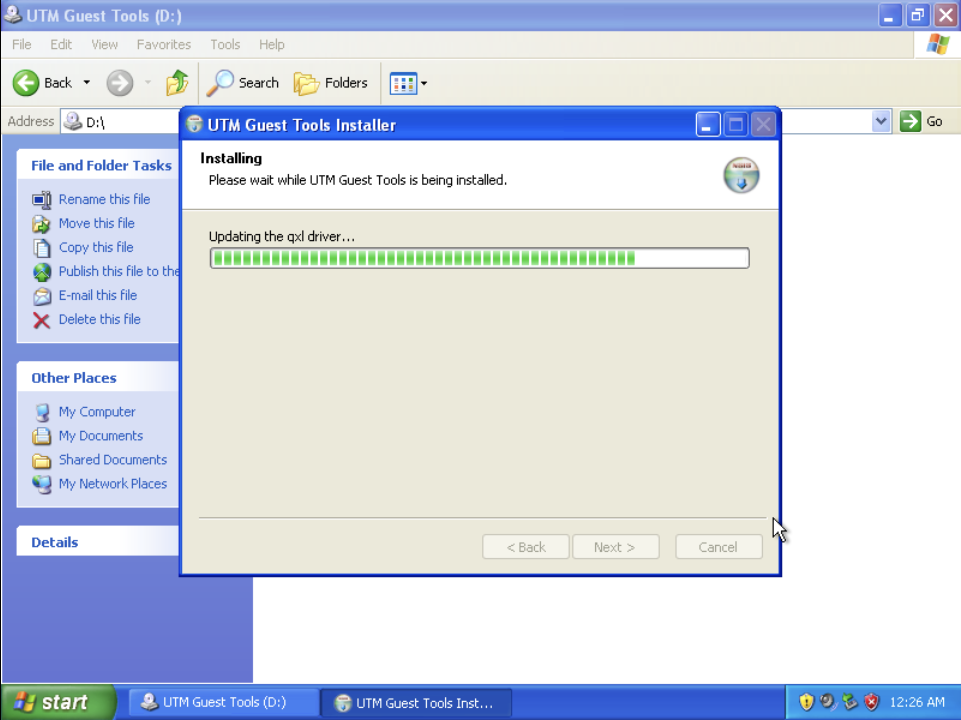 UTM Guest Tools (D:)
File Edit View Favorites Tools Help
Back Search Folders
Address D:\ Go
UTM Guest Tools Installer
Installing
Please wait while UTM Guest Tools is being installed.
Updating the qxl driver...
< Back Next > Cancel
File and Folder Tasks
Rename this file
Move this file
Copy this file
Publish this file to the
E-mail this file
Delete this file
Other Places
My Computer
My Documents
Shared Documents
My Network Places
Details
start UTM Guest Tools (D:) UTM Guest Tools Inst... 12:26 AM